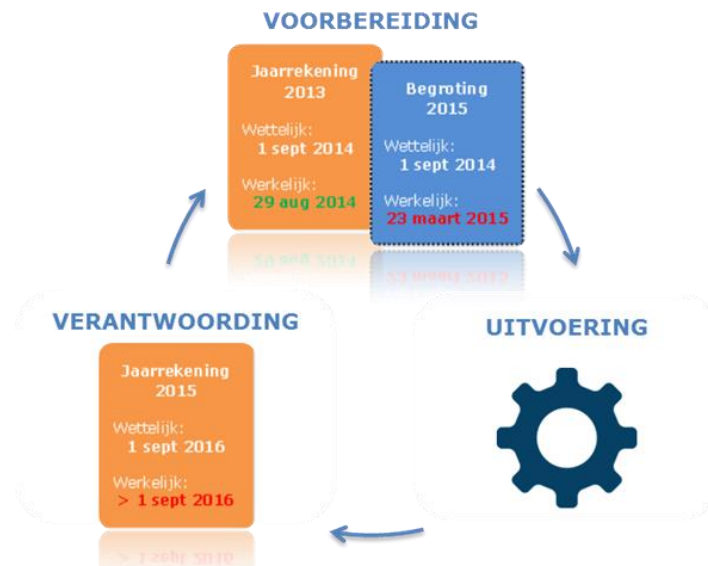 VOORBEREIDING
Jaarrekening
2013
Wettelijk:
1 sept 2014
Werkelijk:
29 aug 2014
Begroting
2015
Wettelijk:
1 sept 2014
Werkelijk:
23 maart 2015
VERANTWOORDING
Jaarrekening
2015
Wettelijk:
1 sept 2016
Werkelijk:
> 1 sept 2016
UITVOERING